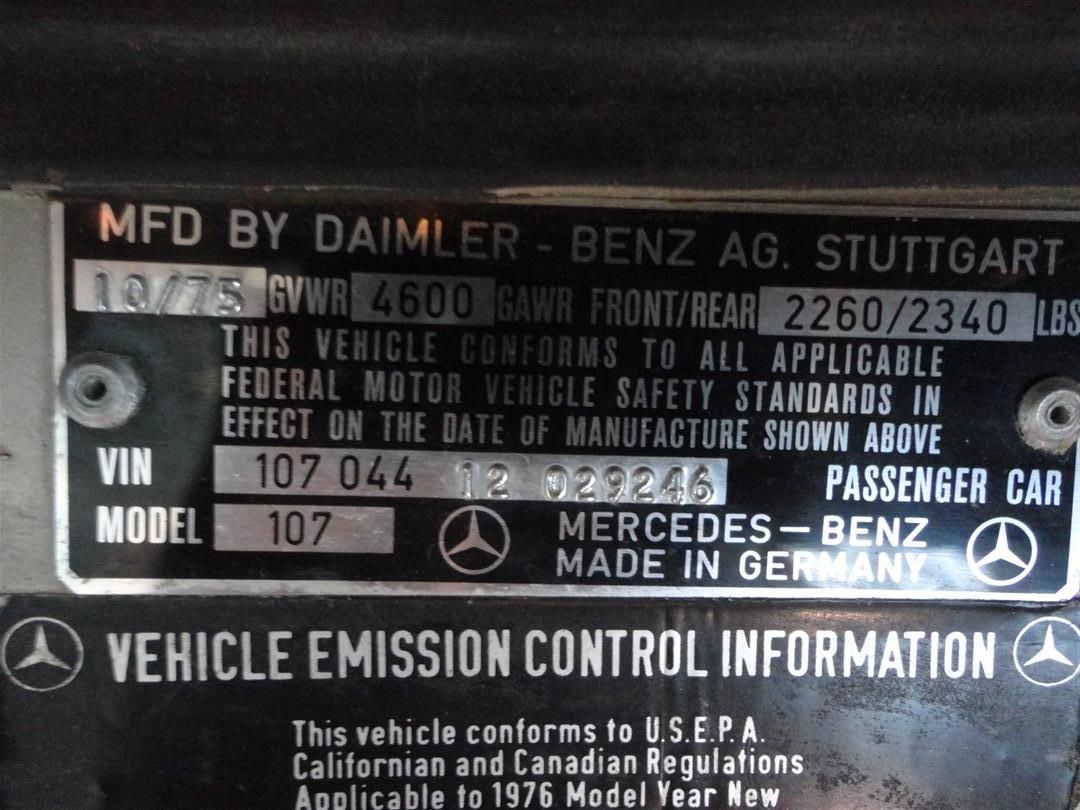 MFD BY DAIMLER - BENZ AG. STUTTGART
10/75 GVWR 4600 GAWR FRONT/REAR 2260/2340 LBS
THIS VEHICLE CONFORMS TO ALL APPLICABLE
FEDERAL MOTOR VEHICLE SAFETY STANDARDS IN
EFFECT ON THE DATE OF MANUFACTURE SHOWN ABOVE
VIN 107 044 12 029246 PASSENGER CAR
MODEL 107 MERCEDES-BENZ
MADE IN GERMANY
VEHICLE EMISSION CONTROL INFORMATION
This vehicle conforms to U.S.E.P.A.
Californian and Canadian Regulations
Applicable to 1976 Model Year New